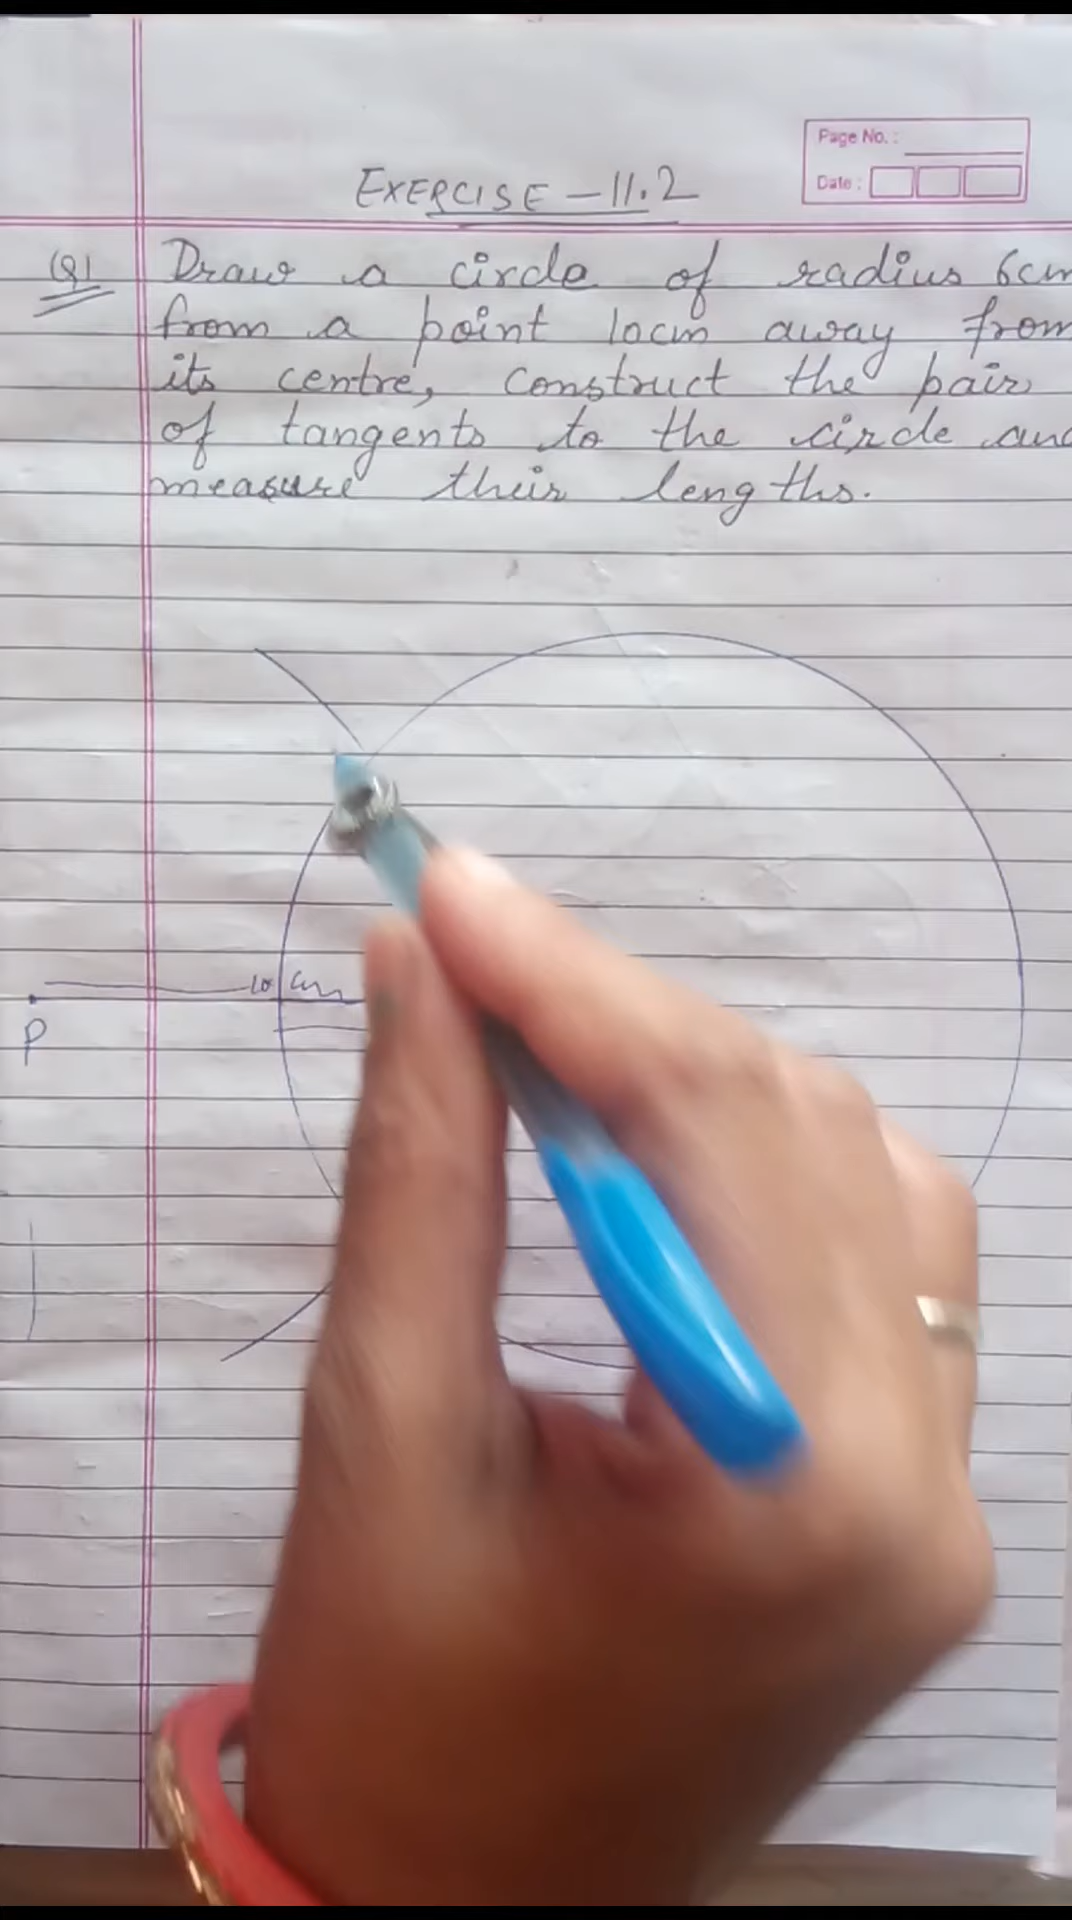 Page No. :
Date :
EXERCISE - 11.2
Q1 Draw a circle of radius 6cm
from a point 10cm away from
its centre, construct the pair
of tangents to the circle and
measure their lengths.
10 cm
P